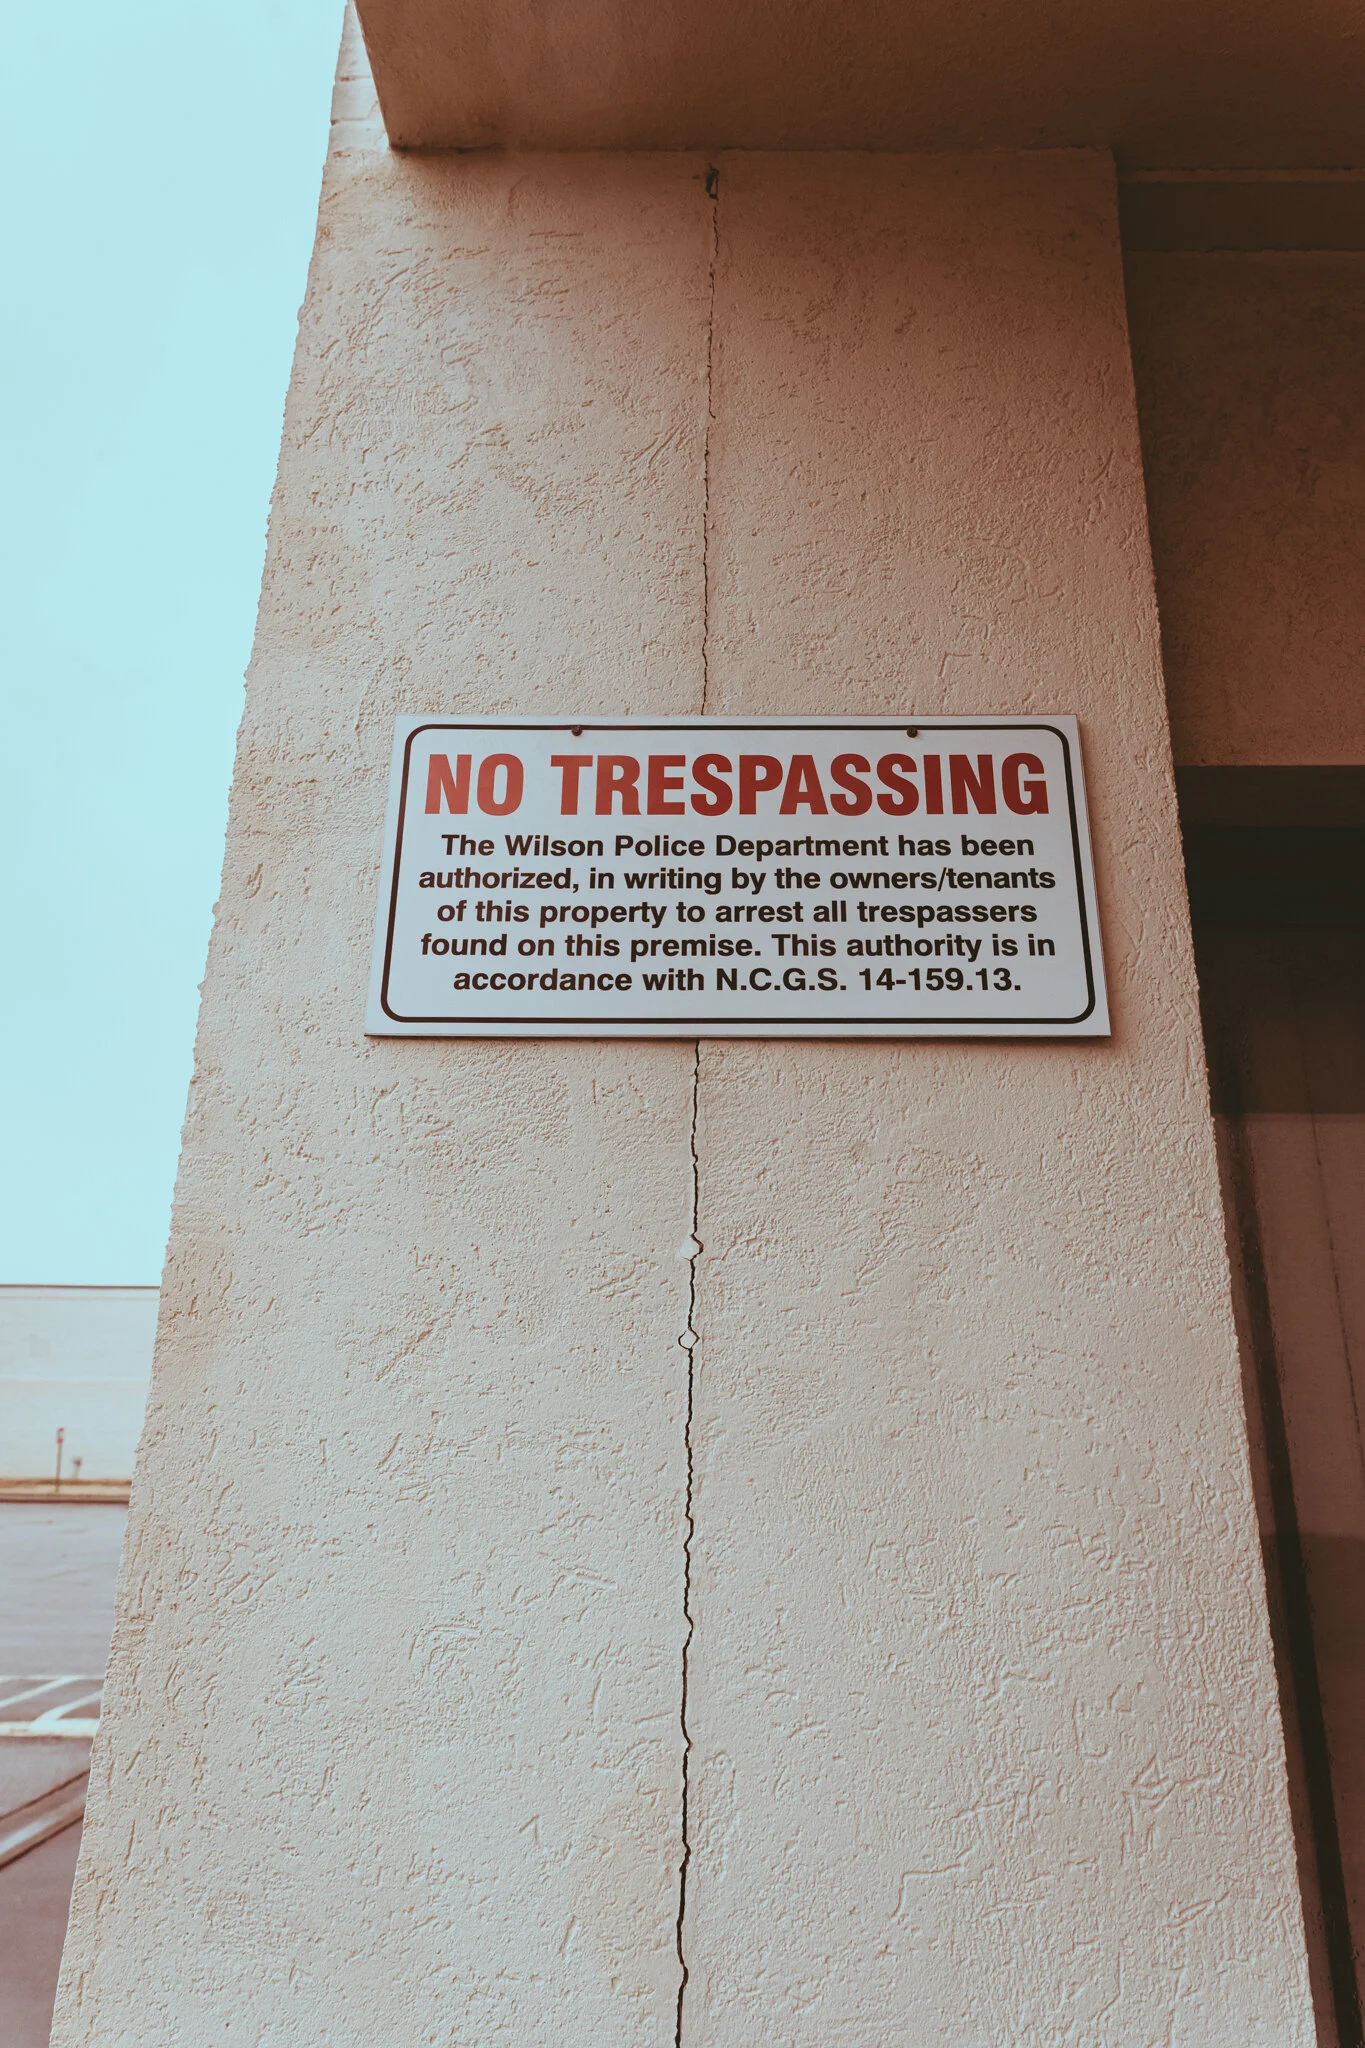 NO TRESPASSING
The Wilson Police Department has been
authorized, in writing by the owners/tenants
of this property to arrest all trespassers
found on this premise. This authority is in
accordance with N.C.G.S. 14-159.13.